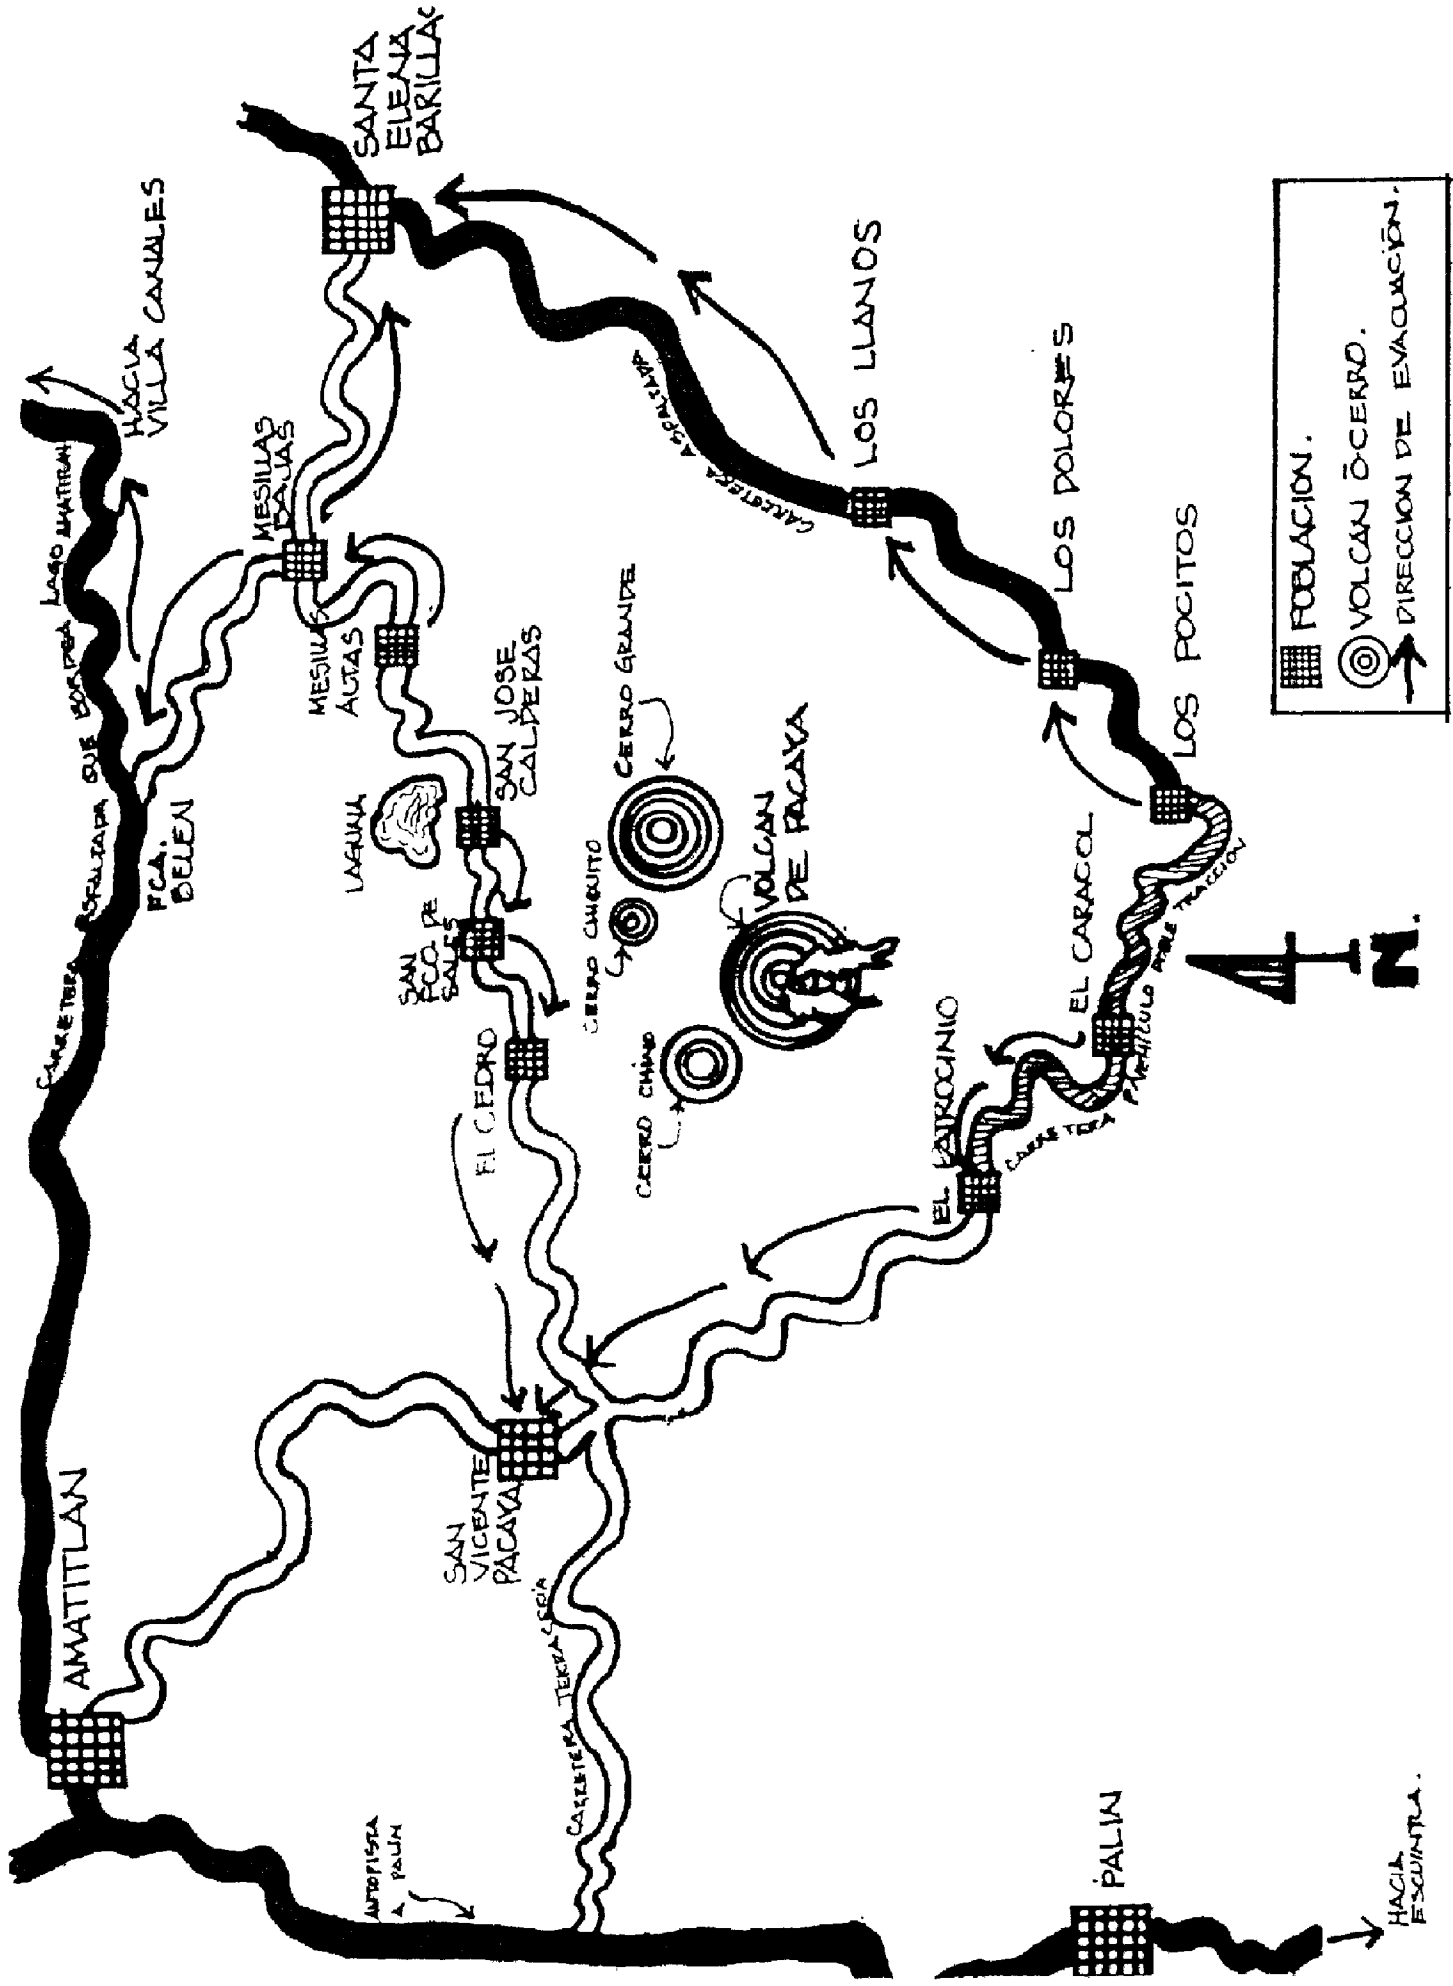 SANTA
ELENA
BARILLAC
HACIA
VILLA CANALES
CARRETERA ASFALTADA QUE BORDEA LAGO AMATITLAN
MESILLAS
BAJAS
MESILLAS
ALTAS
FCA.
BELEN
LAGUNA
SAN JOSE
CALDERAS
SAN
FCO. DE
SALES
EL CEDRO
CERRO GRANDE
CERRO CHIQUITO
CERRO CHINO
VOLCAN
DE PACAYA
CARRETERA ASFALTADA
LOS LLANOS
LOS DOLORES
LOS POCITOS
EL CARACOL
CARRETERA P/VEHICULO DOBLE TRACCION
EL PATROCINIO
AMATITLAN
SAN
VICENTE
PACAYA
CARRETERA TERRACERIA
AUTOPISTA
A PALIN
PALIN
HACIA
ESCUINTLA.
N.
POBLACION.
VOLCAN Ó CERRO.
DIRECCION DE EVACUACIÓN.